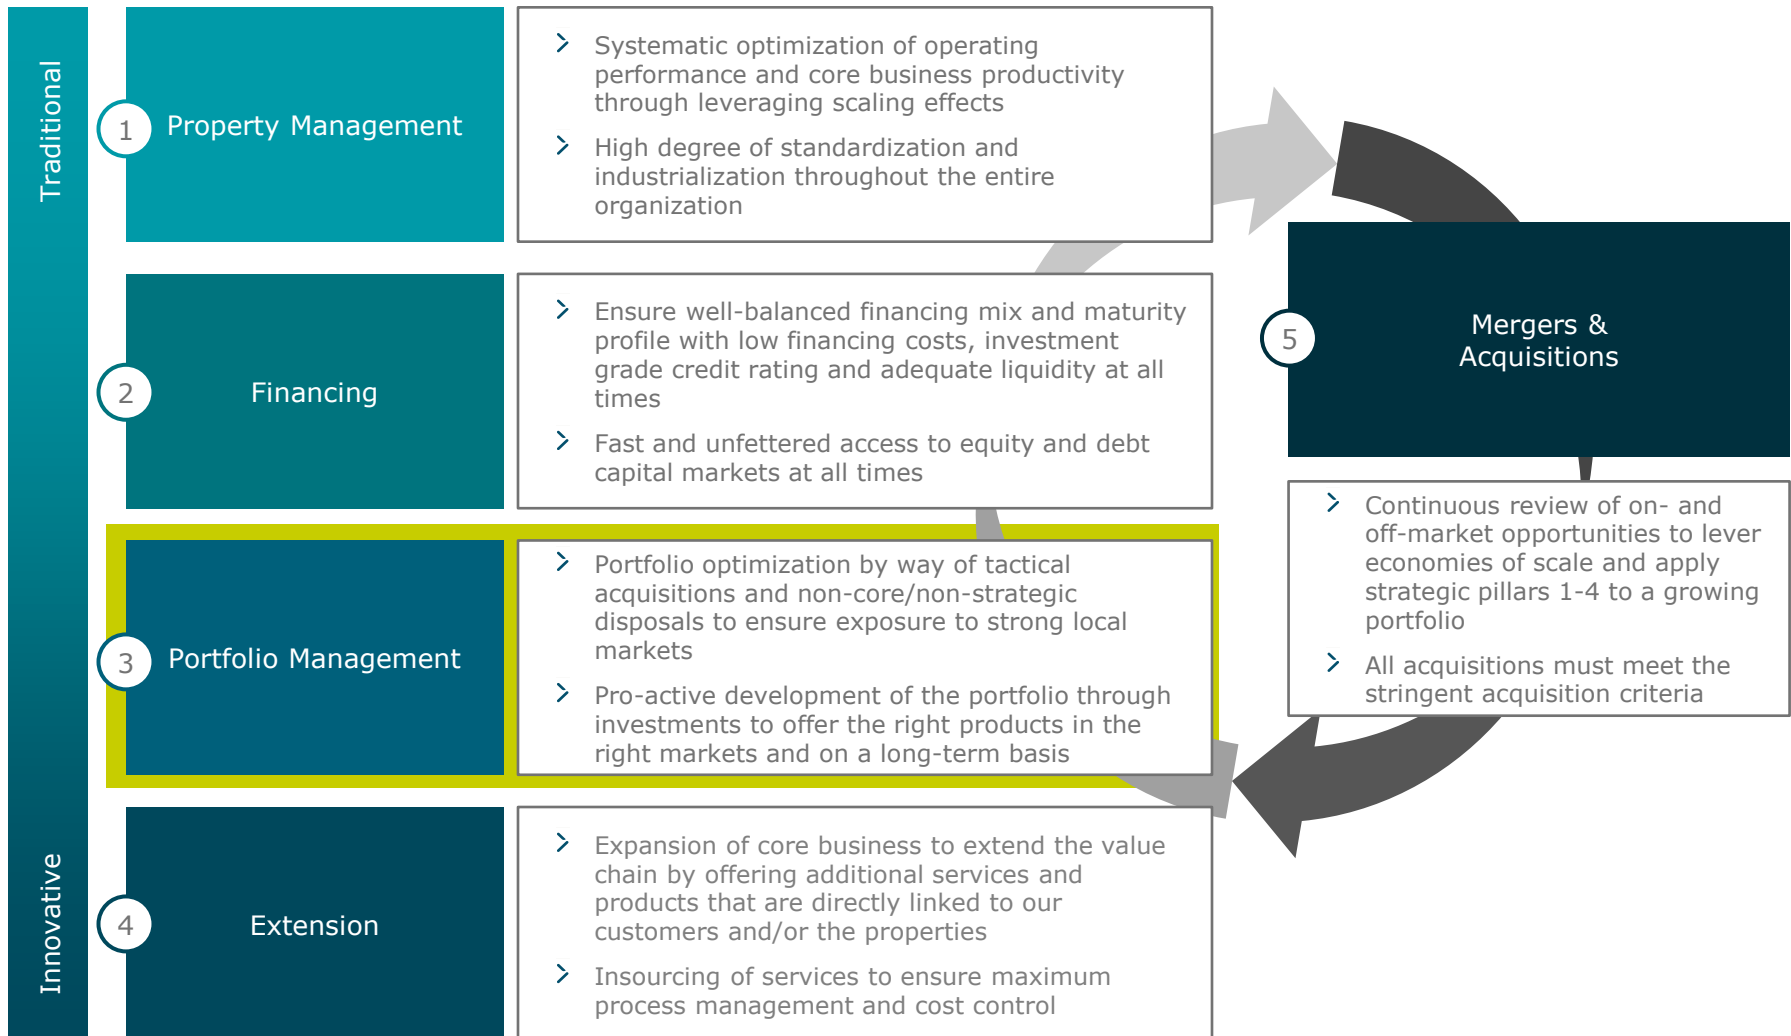 Traditional
1
Property Management
Systematic optimization of operating
performance and core business productivity
through leveraging scaling effects
High degree of standardization and
industrialization throughout the entire
organization
2
Financing
Ensure well-balanced financing mix and maturity
profile with low financing costs, investment
grade credit rating and adequate liquidity at all
times
Fast and unfettered access to equity and debt
capital markets at all times
3
Portfolio Management
Portfolio optimization by way of tactical
acquisitions and non-core/non-strategic
disposals to ensure exposure to strong local
markets
Pro-active development of the portfolio through
investments to offer the right products in the
right markets and on a long-term basis
Innovative
4
Extension
Expansion of core business to extend the value
chain by offering additional services and
products that are directly linked to our
customers and/or the properties
Insourcing of services to ensure maximum
process management and cost control
5
Mergers &
Acquisitions
Continuous review of on- and
off-market opportunities to lever
economies of scale and apply
strategic pillars 1-4 to a growing
portfolio
All acquisitions must meet the
stringent acquisition criteria